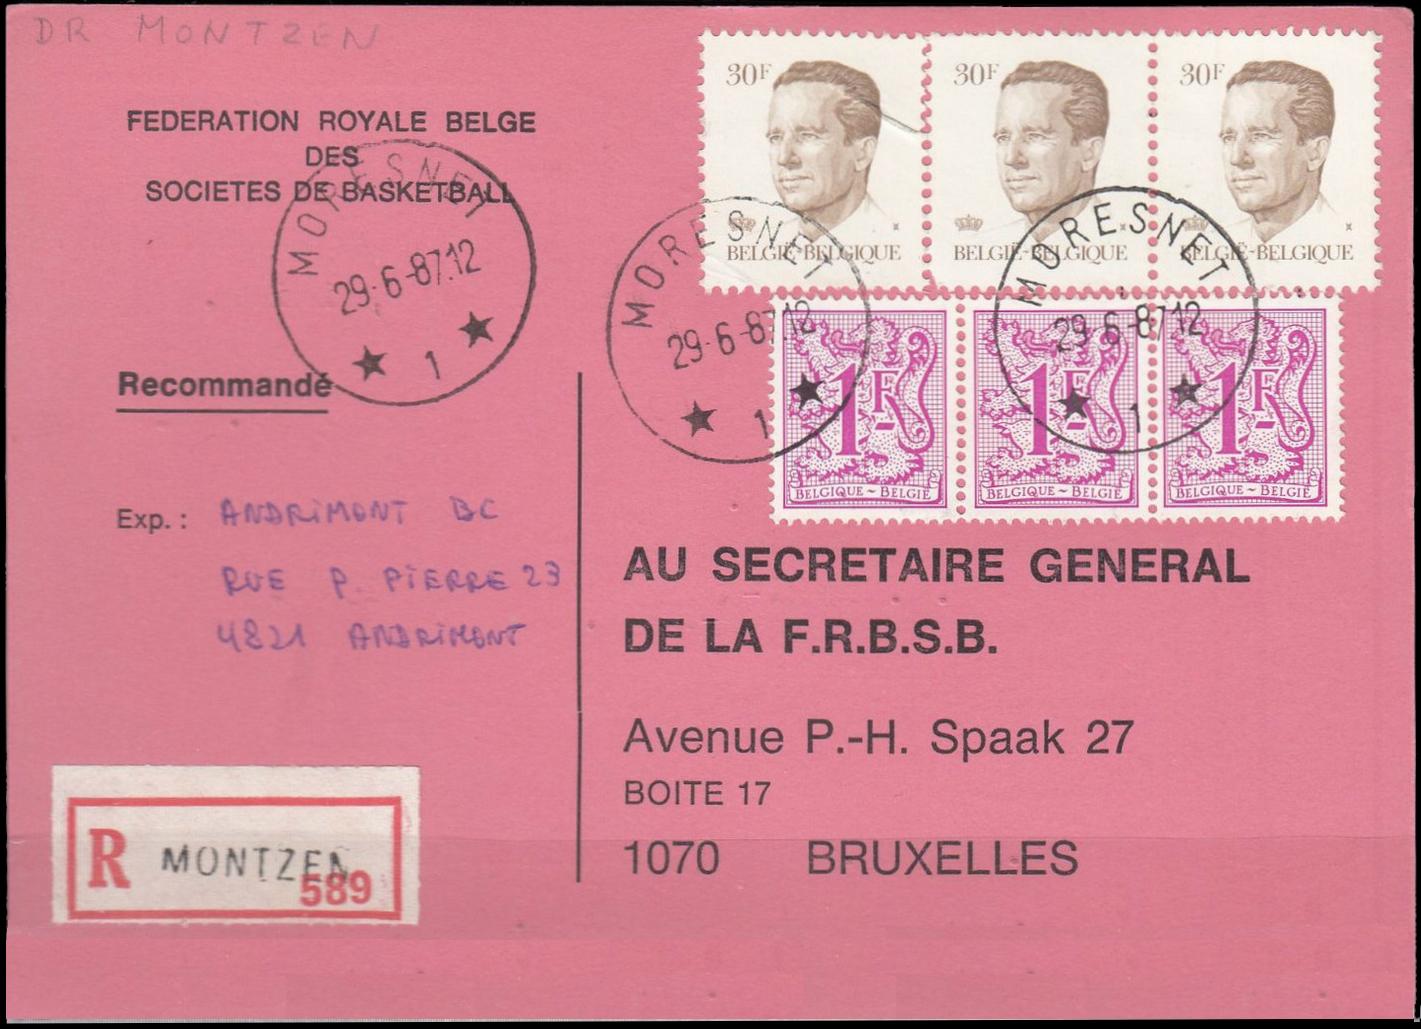 DR MONTZEN
FEDERATION ROYALE BELGE
DES
SOCIETES DE BASKETBALL
MORESNET
29-6-87.12
1
Recommandé
Exp. : ANDRIMONT BC
RUE P. PIERRE 23
4821 ANDRIMONT
R MONTZEN
589
30F
BELGIË-BELGIQUE
30F
BELGIË-BELGIQUE
30F
BELGIË-BELGIQUE
MORESNET
29-6-87.12
1
MORESNET
29-6-87.12
1
1F
BELGIQUE~BELGIË
1F
BELGIQUE~BELGIË
1F
BELGIQUE~BELGIË
AU SECRETAIRE GENERAL
DE LA F.R.B.S.B.
Avenue P.-H. Spaak 27
BOITE 17
1070 BRUXELLES